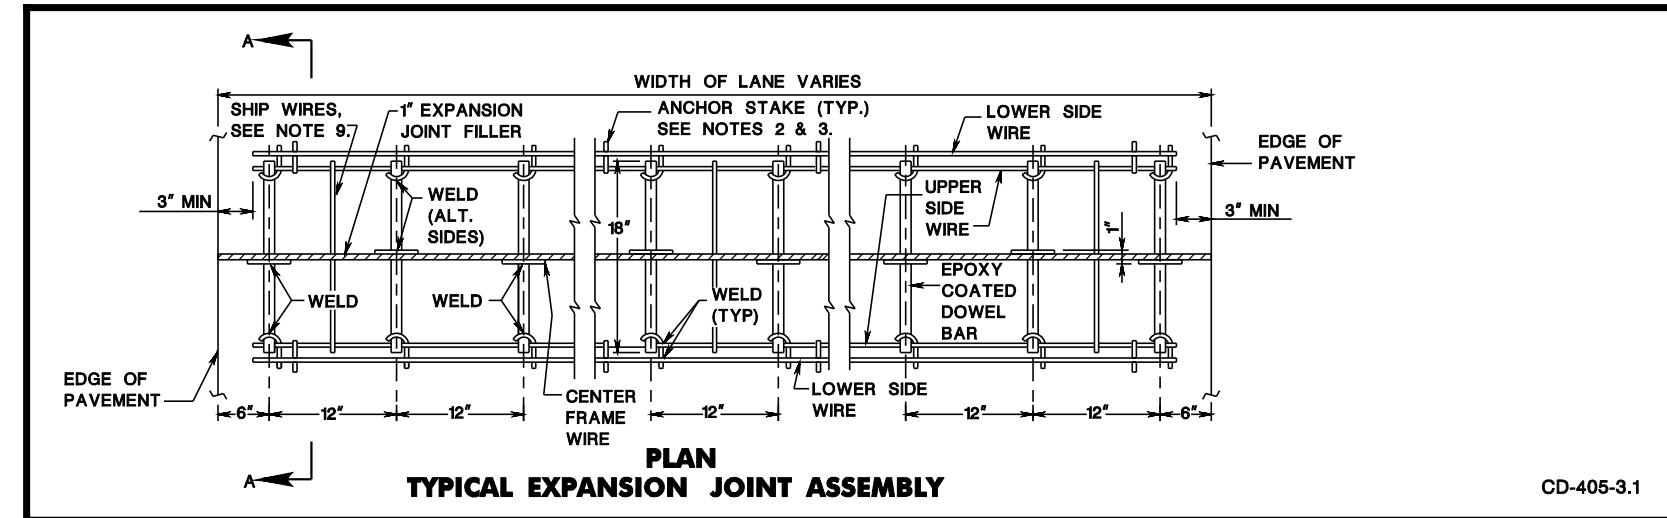 A
WIDTH OF LANE VARIES
SHIP WIRES,
SEE NOTE 9.
1" EXPANSION
JOINT FILLER
ANCHOR STAKE (TYP.)
SEE NOTES 2 & 3.
LOWER SIDE
WIRE
EDGE OF
PAVEMENT
3" MIN
WELD
(ALT.
SIDES)
18"
UPPER
SIDE
WIRE
1"
3" MIN
WELD
WELD
WELD
(TYP)
EPOXY
COATED
DOWEL
BAR
EDGE OF
PAVEMENT
CENTER
FRAME
WIRE
LOWER SIDE
WIRE
6"
12"
12"
12"
12"
12"
6"
A
PLAN
TYPICAL EXPANSION JOINT ASSEMBLY
CD-405-3.1